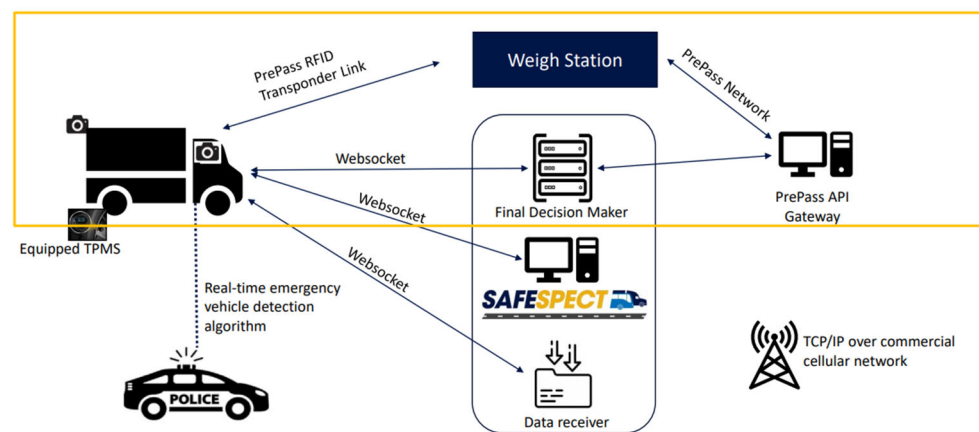 PrePass RFID
Transponder Link
Weigh Station
PrePass Network
Websocket
Final Decision Maker
PrePass API
Gateway
Websocket
Equipped TPMS
Websocket
SAFESPECT
Real-time emergency
vehicle detection
algorithm
TCP/IP over commercial
cellular network
POLICE
Data receiver